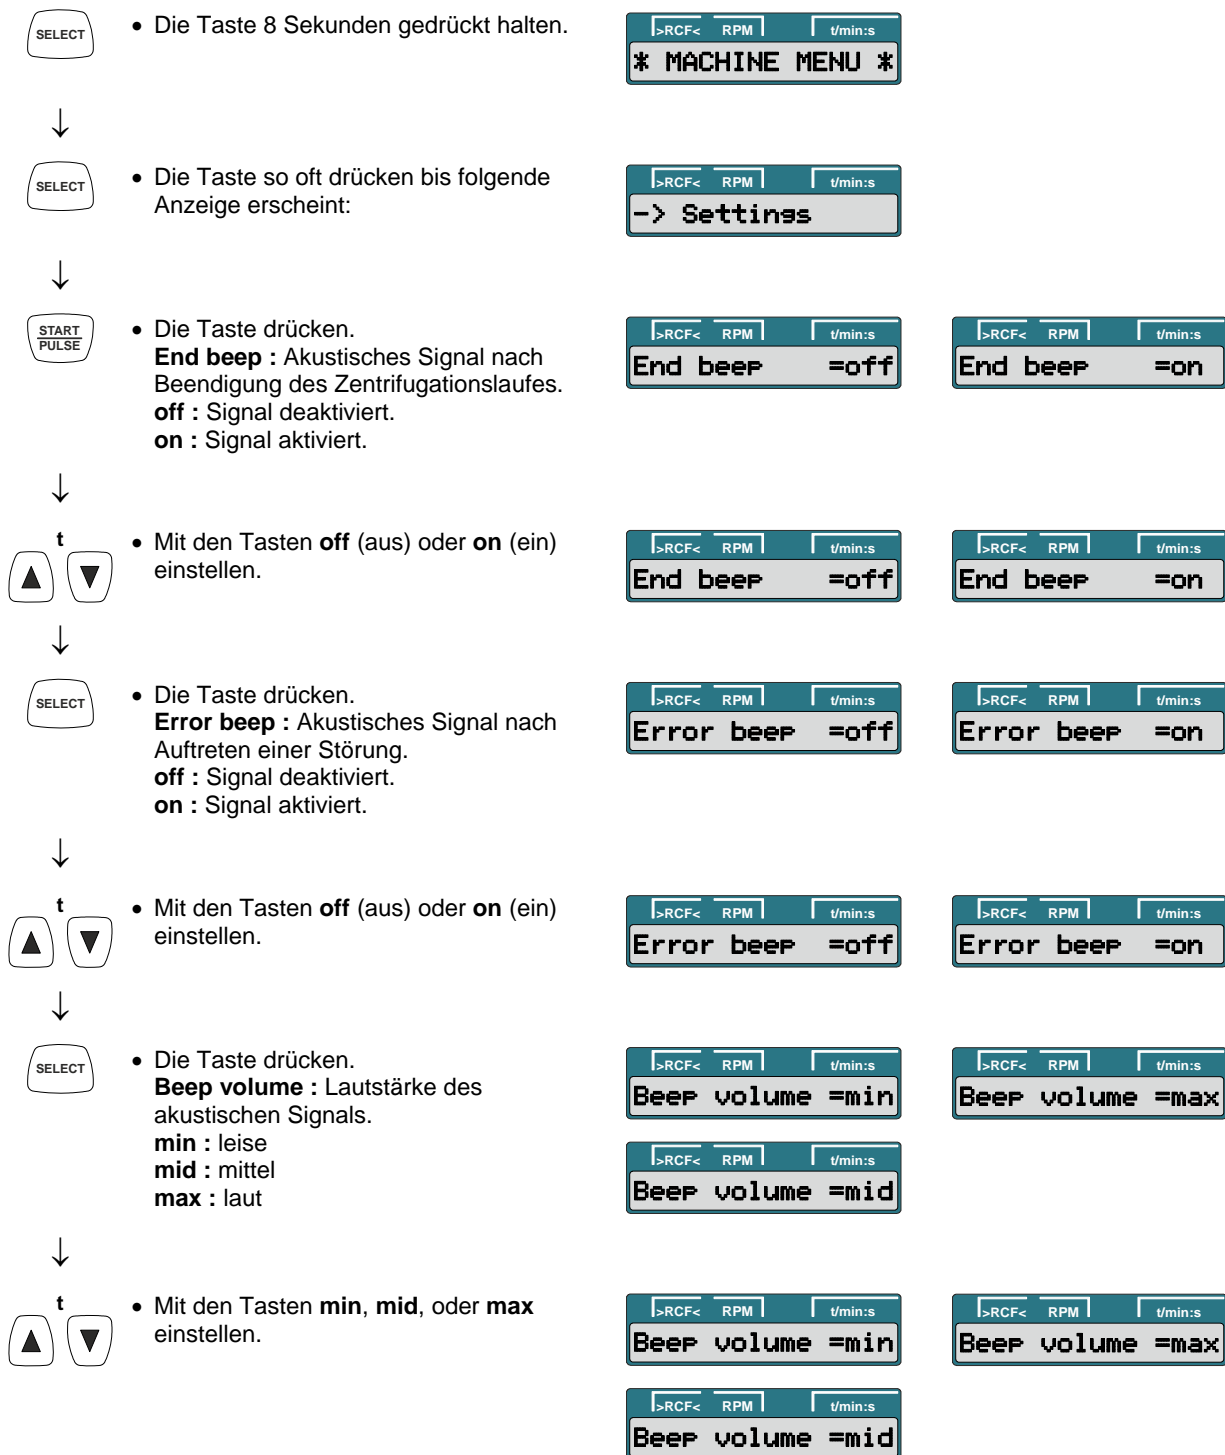 SELECT
• Die Taste 8 Sekunden gedrückt halten.
>RCF< RPM t/min:s
* MACHINE MENU *
↓
SELECT
• Die Taste so oft drücken bis folgende
Anzeige erscheint:
>RCF< RPM t/min:s
-> Settings
↓
START
PULSE
• Die Taste drücken.
End beep : Akustisches Signal nach
Beendigung des Zentrifugationslaufes.
off : Signal deaktiviert.
on : Signal aktiviert.
>RCF< RPM t/min:s
End beep =off
>RCF< RPM t/min:s
End beep =on
↓
t
• Mit den Tasten off (aus) oder on (ein)
einstellen.
>RCF< RPM t/min:s
End beep =off
>RCF< RPM t/min:s
End beep =on
↓
SELECT
• Die Taste drücken.
Error beep : Akustisches Signal nach
Auftreten einer Störung.
off : Signal deaktiviert.
on : Signal aktiviert.
>RCF< RPM t/min:s
Error beep =off
>RCF< RPM t/min:s
Error beep =on
↓
t
• Mit den Tasten off (aus) oder on (ein)
einstellen.
>RCF< RPM t/min:s
Error beep =off
>RCF< RPM t/min:s
Error beep =on
↓
SELECT
• Die Taste drücken.
Beep volume : Lautstärke des
akustischen Signals.
min : leise
mid : mittel
max : laut
>RCF< RPM t/min:s
Beep volume =min
>RCF< RPM t/min:s
Beep volume =max
>RCF< RPM t/min:s
Beep volume =mid
↓
t
• Mit den Tasten min, mid, oder max
einstellen.
>RCF< RPM t/min:s
Beep volume =min
>RCF< RPM t/min:s
Beep volume =max
>RCF< RPM t/min:s
Beep volume =mid